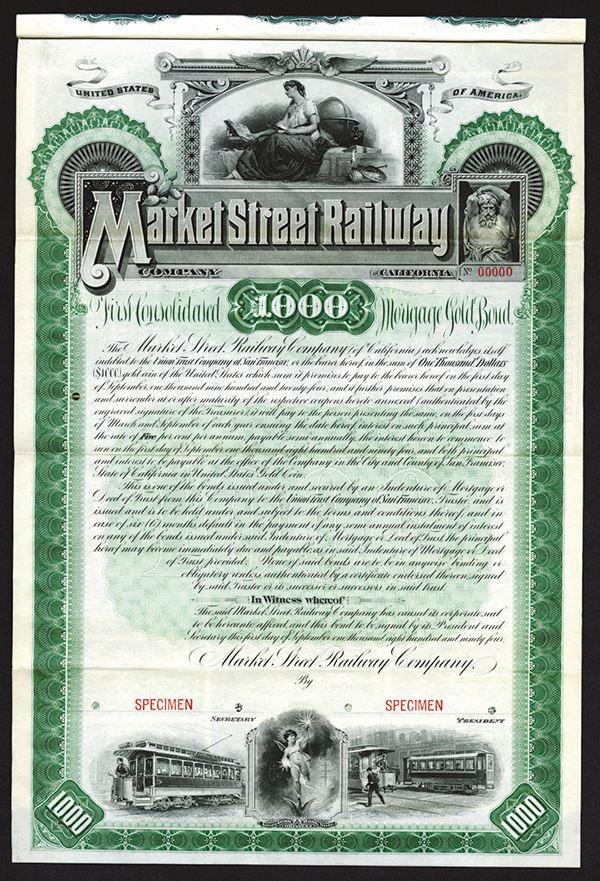 UNITED STATES
OF AMERICA.
Market Street Railway
COMPANY
OF CALIFORNIA
No 00000
First Consolidated
1000
Mortgage Gold Bond
The Market Street Railway Company (of California) acknowledges itself
indebted to the Union Trust Company of San Francisco, or the bearer hereof, in the sum of One Thousand Dollars
($1000) gold coin of the United States which sum it promises to pay to the bearer hereof on the first day
of September, one thousand nine hundred and twenty four, and it further promises that on presentation
and surrender at or after maturity of the respective coupons hereto annexed (authenticated by the
engraved signature of the Treasurer) it will pay to the person presenting the same, on the first days
of March and September of each year ensuing the date hereof interest on such principal sum at
the rate of Five per cent per annum, payable semi-annually, the interest hereon to commence to
run on the first day of September, one thousand eight hundred and ninety four, and both principal
and interest to be payable at the office of the Company in the City and County of San Francisco,
State of California in United States Gold Coin.
This is one of the bonds issued under and secured by an Indenture of Mortgage or
Deed of Trust from this Company to the Union Trust Company of San Francisco, Trustee, and is
issued and is to be held under and subject to the terms and conditions thereof, and in
case of six (6) months default in the payment of any semi-annual instalment of interest
on any of the bonds issued under said Indenture of Mortgage or Deed of Trust the principal
hereof may become immediately due and payable, as in said Indenture of Mortgage or Deed
of Trust provided. None of said bonds are to be in anywise binding or
obligatory unless authenticated by a certificate endorsed thereon, signed
by said Trustee or its successor or successors in said trust.
In Witness whereof
The said Market Street Railway Company has caused its corporate seal
to be hereunto affixed, and this bond to be signed by its President and
Secretary the first day of September, one thousand eight hundred and ninety four.
Market Street Railway Company.
By
SPECIMEN
SPECIMEN
SECRETARY
PRESIDENT
1000
1000